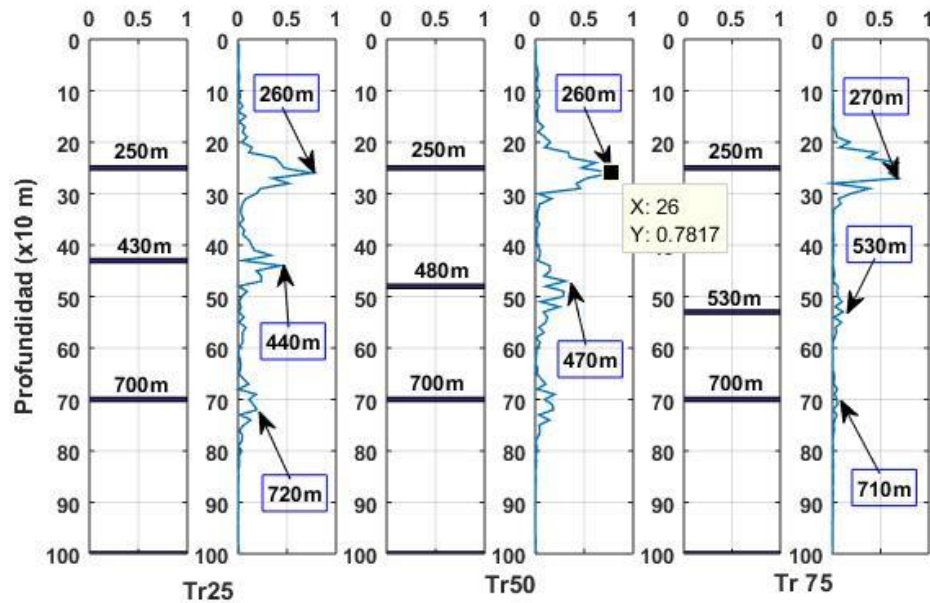 0 0.5 1 0 0.5 1 0 0.5 1 0 0.5 1 0 0.5 1 0 0.5 1
0 0 0 0 0 0
10 10 10 10 10 10
260m 260m 270m
20 20 20 20 20 20
250m 250m 250m
30 30 30 30 30 30
X: 26
Y: 0.7817
40 40 40 40 40
430m 530m
480m
50 50 50 50 50 50
530m
440m 470m
60 60 60 60 60 60
700m 700m 700m
70 70 70 70 70 70
80 80 80 80 80 80
720m 710m
90 90 90 90 90 90
100 100 100 100 100 100
Profundidad (x10 m)
Tr25 Tr50 Tr 75